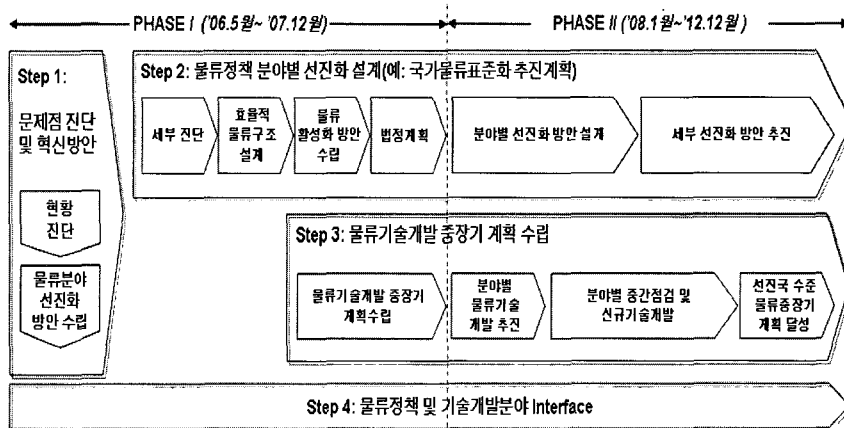 PHASE I ('06.5월~ '07.12월)
PHASE II ('08.1월~'12.12월)
Step 1:
문제점 진단
및 혁신방안
현황
진단
물류분야
선진화
방안 수립
Step 2: 물류정책 분야별 선진화 설계(예: 국가물류표준화 추진계획)
세부 진단
효율적
물류구조
설계
물류
활성화 방안
수립
법정계획
분야별 선진화 방안 설계
세부 선진화 방안 추진
Step 3: 물류기술개발 중장기 계획 수립
물류기술개발 중장기
계획수립
분야별
물류기술
개발 추진
분야별 중간점검 및
신규기술개발
선진국 수준
물류중장기
계획 달성
Step 4: 물류정책 및 기술개발분야 Interface